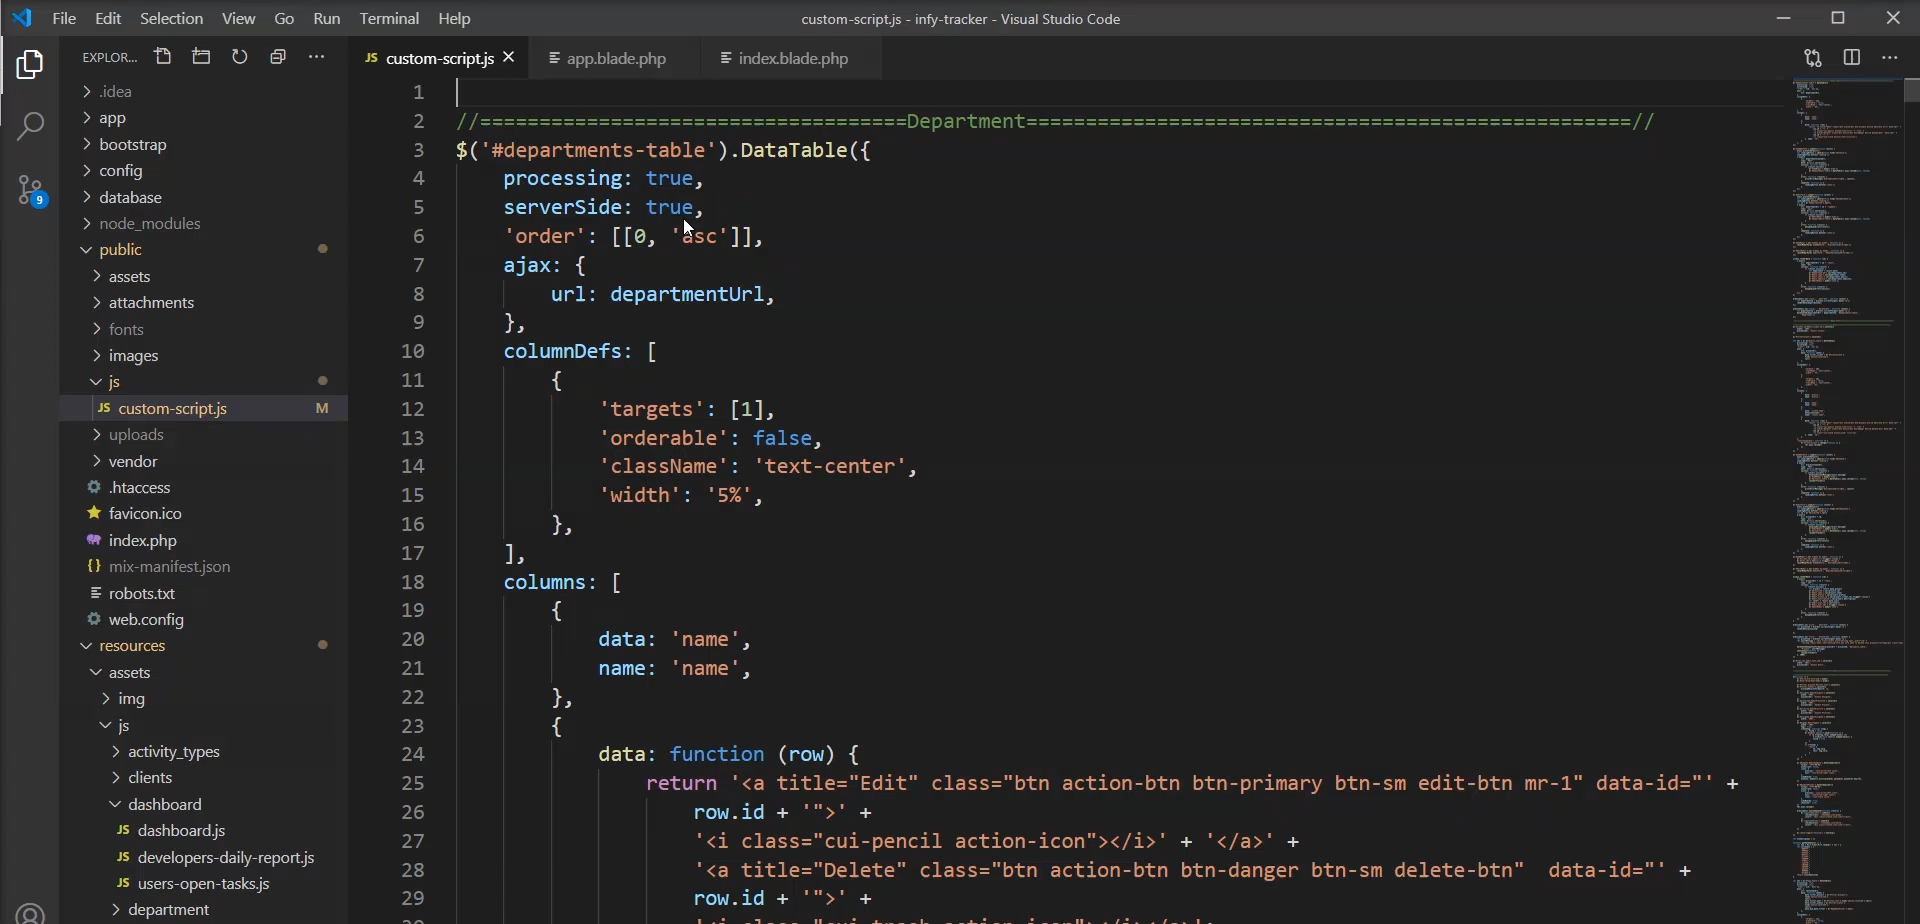 File Edit Selection View Go Run Terminal Help
custom-script.js - infy-tracker - Visual Studio Code
EXPLOR...
JS custom-script.js
app.blade.php
index.blade.php
.idea
app
bootstrap
config
database
node_modules
public
assets
attachments
fonts
images
js
JS custom-script.js M
uploads
vendor
.htaccess
favicon.ico
index.php
{} mix-manifest.json
robots.txt
web.config
resources
assets
img
js
activity_types
clients
dashboard
JS dashboard.js
JS developers-daily-report.js
JS users-open-tasks.js
department
9
1
2 //====================================Department===================================================//
3 $('#departments-table').DataTable({
4 processing: true,
5 serverSide: true,
6 'order': [[0, 'asc']],
7 ajax: {
8 url: departmentUrl,
9 },
10 columnDefs: [
11 {
12 'targets': [1],
13 'orderable': false,
14 'className': 'text-center',
15 'width': '5%',
16 },
17 ],
18 columns: [
19 {
20 data: 'name',
21 name: 'name',
22 },
23 {
24 data: function (row) {
25 return '<a title="Edit" class="btn action-btn btn-primary btn-sm edit-btn mr-1" data-id="' +
26 row.id + '">' +
27 '<i class="cui-pencil action-icon"></i>' + '</a>' +
28 '<a title="Delete" class="btn action-btn btn-danger btn-sm delete-btn"  data-id="' +
29 row.id + '">' +